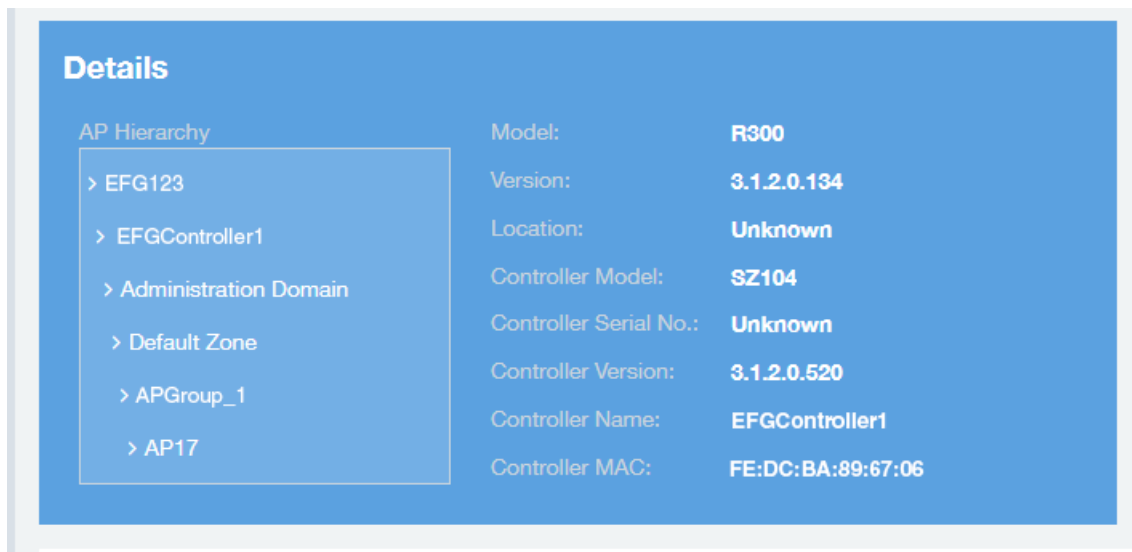 Details
AP Hierarchy
> EFG123
> EFGController1
> Administration Domain
> Default Zone
> APGroup_1
> AP17
Model: R300
Version: 3.1.2.0.134
Location: Unknown
Controller Model: SZ104
Controller Serial No.: Unknown
Controller Version: 3.1.2.0.520
Controller Name: EFGController1
Controller MAC: FE:DC:BA:89:67:06